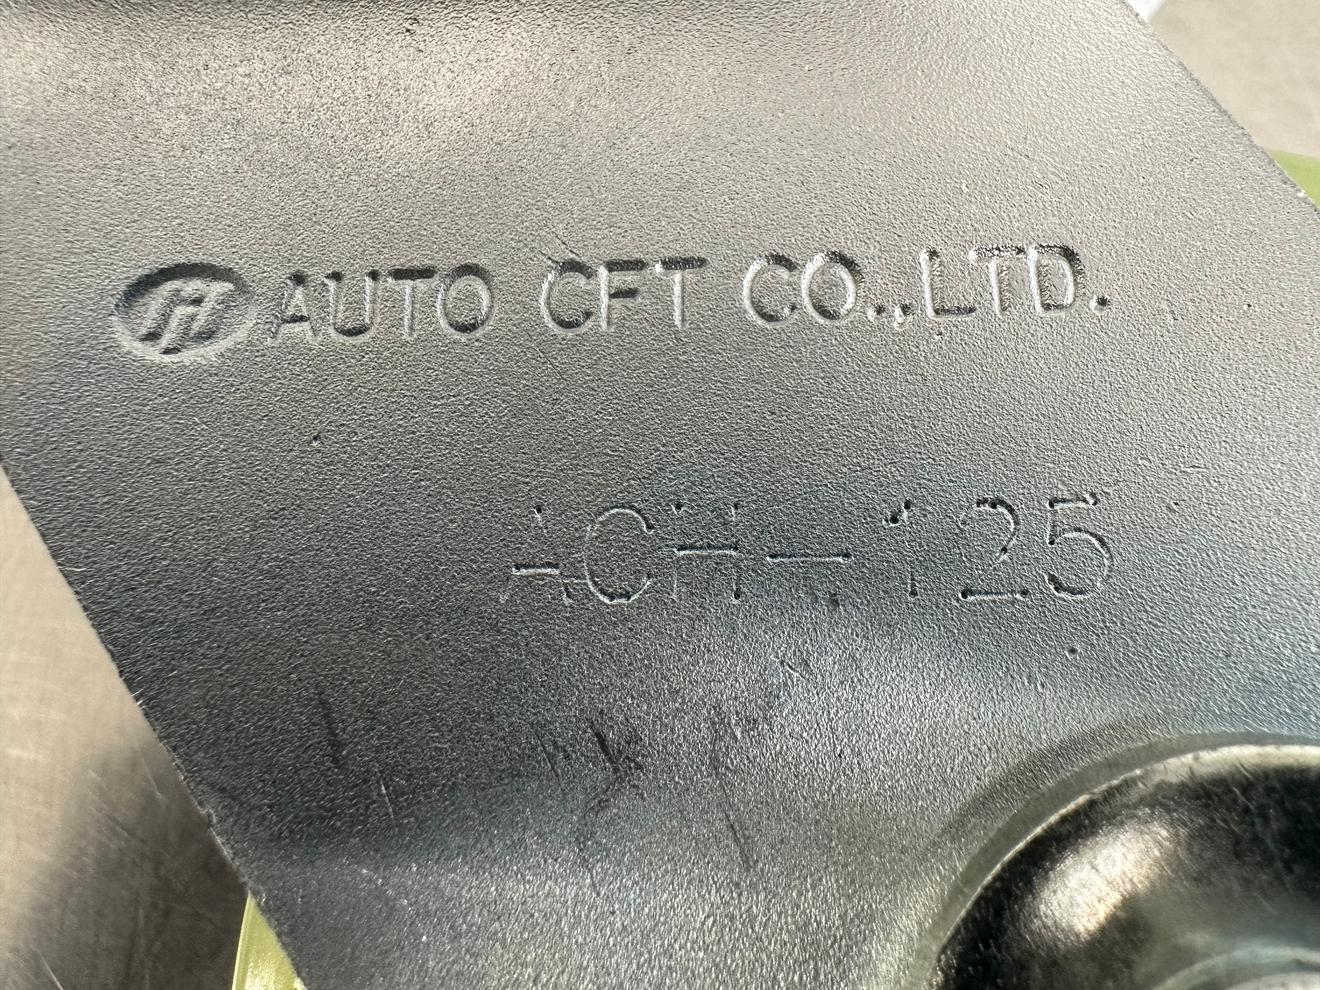 AUTO CFT CO.,LTD.
ACH-125